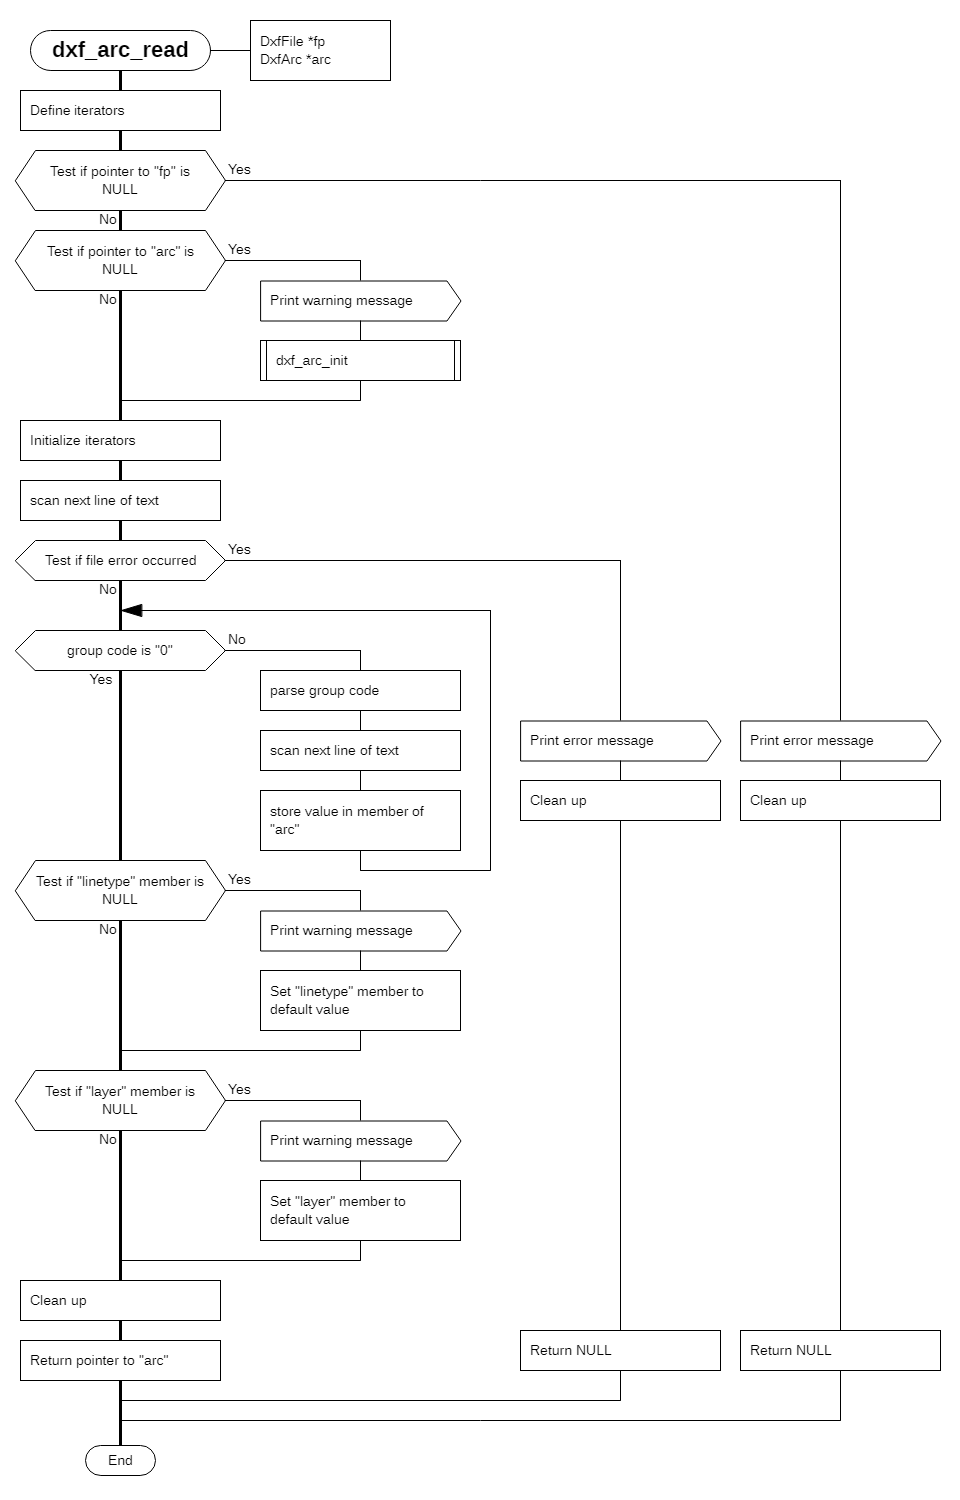 dxf_arc_read
DxfFile *fp
DxfArc *arc
Define iterators
Test if pointer to "fp" is
NULL
Yes
No
Test if pointer to "arc" is
NULL
Yes
No
Print warning message
dxf_arc_init
Initialize iterators
scan next line of text
Test if file error occurred
Yes
No
group code is "0"
No
Yes
parse group code
scan next line of text
store value in member of
"arc"
Print error message
Clean up
Print error message
Clean up
Test if "linetype" member is
NULL
Yes
No
Print warning message
Set "linetype" member to
default value
Test if "layer" member is
NULL
Yes
No
Print warning message
Set "layer" member to
default value
Clean up
Return pointer to "arc"
Return NULL
Return NULL
End